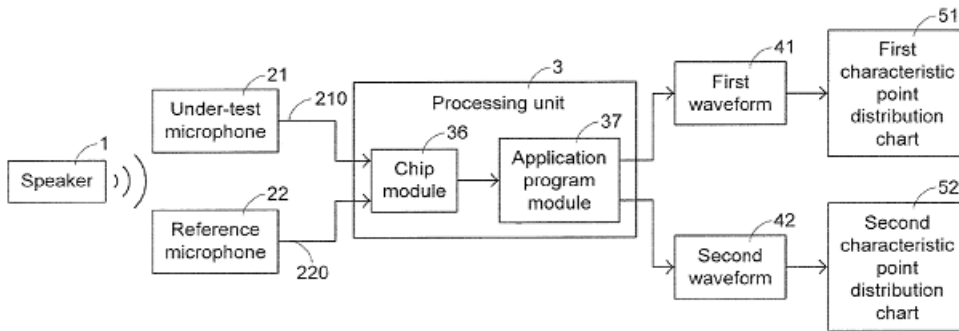 1
Speaker
21
Under-test
microphone
210
22
Reference
microphone
220
3
Processing unit
36
Chip
module
37
Application
program
module
41
First
waveform
42
Second
waveform
51
First
characteristic
point
distribution
chart
52
Second
characteristic
point
distribution
chart